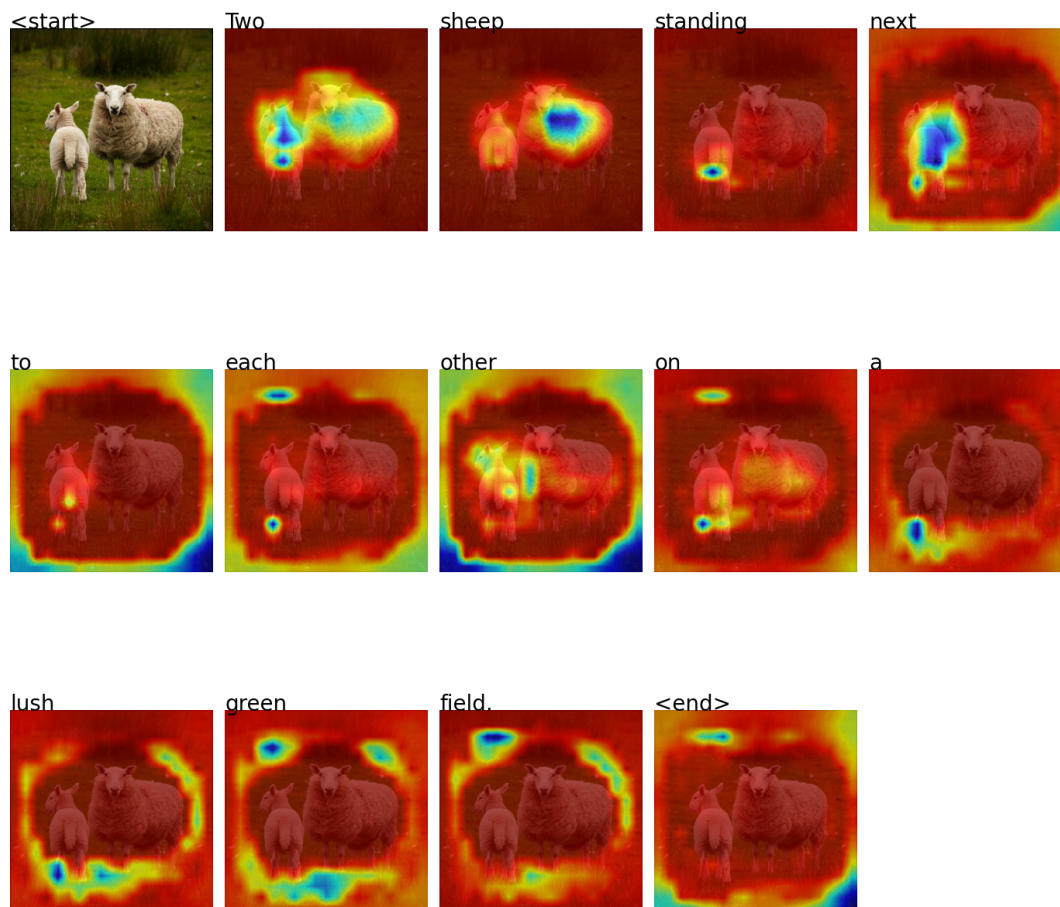 <start> Two sheep standing next
to each other on a
lush green field. <end>